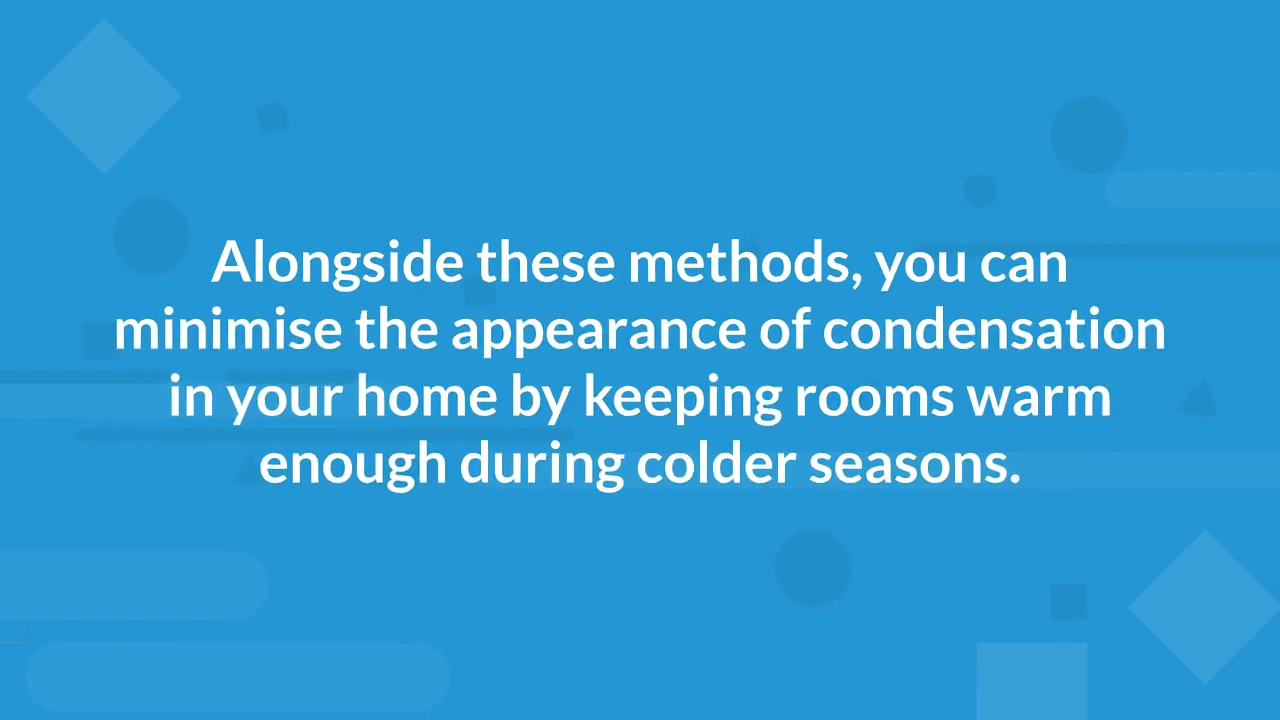 Alongside these methods, you can
minimise the appearance of condensation
in your home by keeping rooms warm
enough during colder seasons.